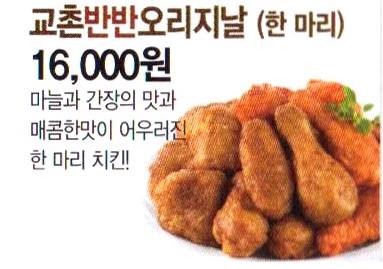 교촌반반오리지날 (한 마리)
16,000원
마늘과 간장의 맛과
매콤한맛이 어우러진
한 마리 치킨!